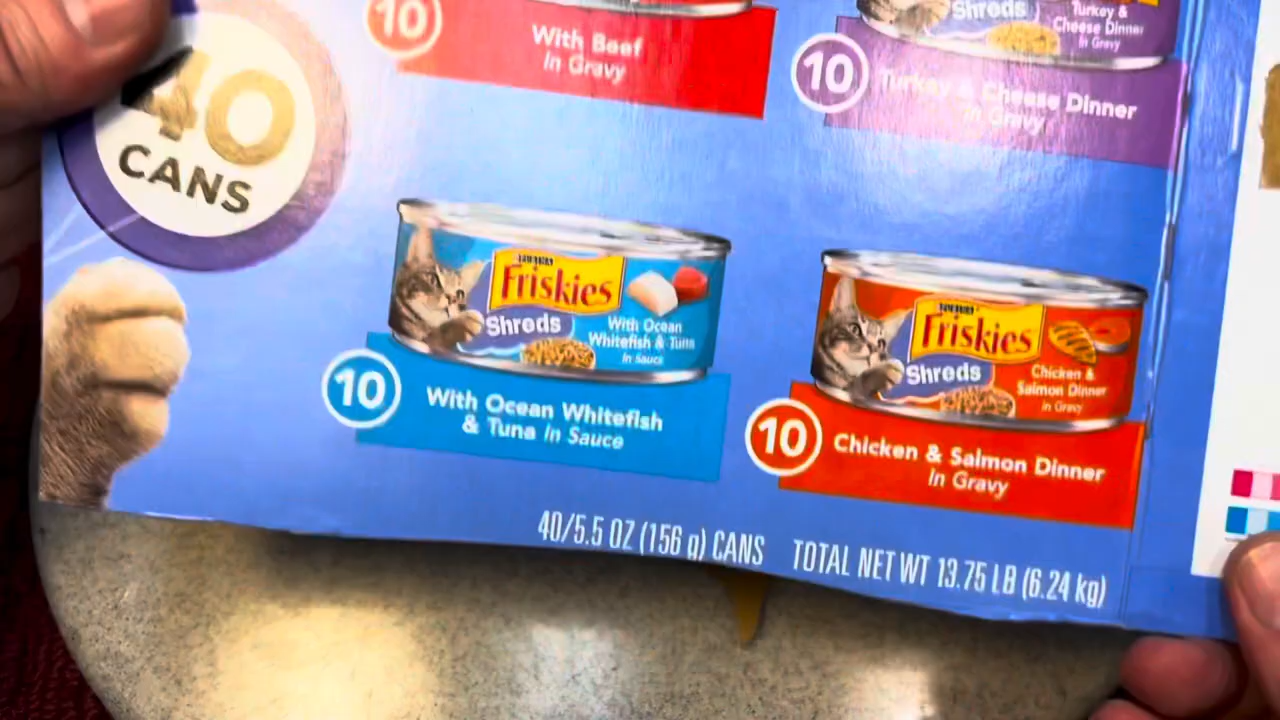 10
With Beef
In Gravy
Shreds
Turkey &
Cheese Dinner
In Gravy
10
Turkey & Cheese Dinner
In Gravy
40
CANS
PURINA
Friskies
Shreds
With Ocean
Whitefish & Tuna
In Sauce
10
With Ocean Whitefish
& Tuna In Sauce
PURINA
Friskies
Shreds
Chicken &
Salmon Dinner
In Gravy
10
Chicken & Salmon Dinner
In Gravy
40/5.5 OZ (156 g) CANS TOTAL NET WT 13.75 LB (6.24 kg)